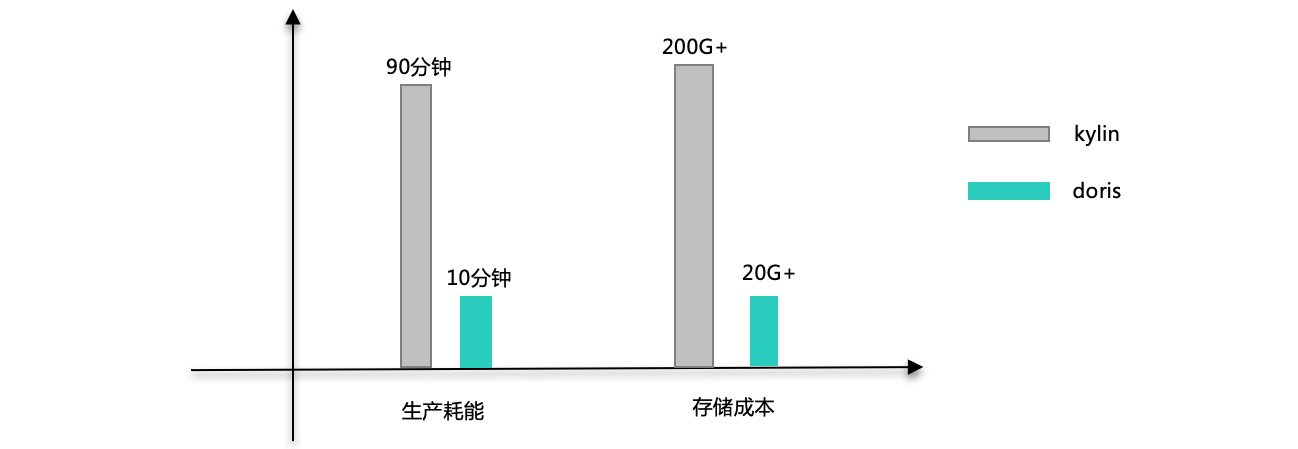 90分钟
10分钟
200G+
20G+
生产耗能
存储成本
kylin
doris